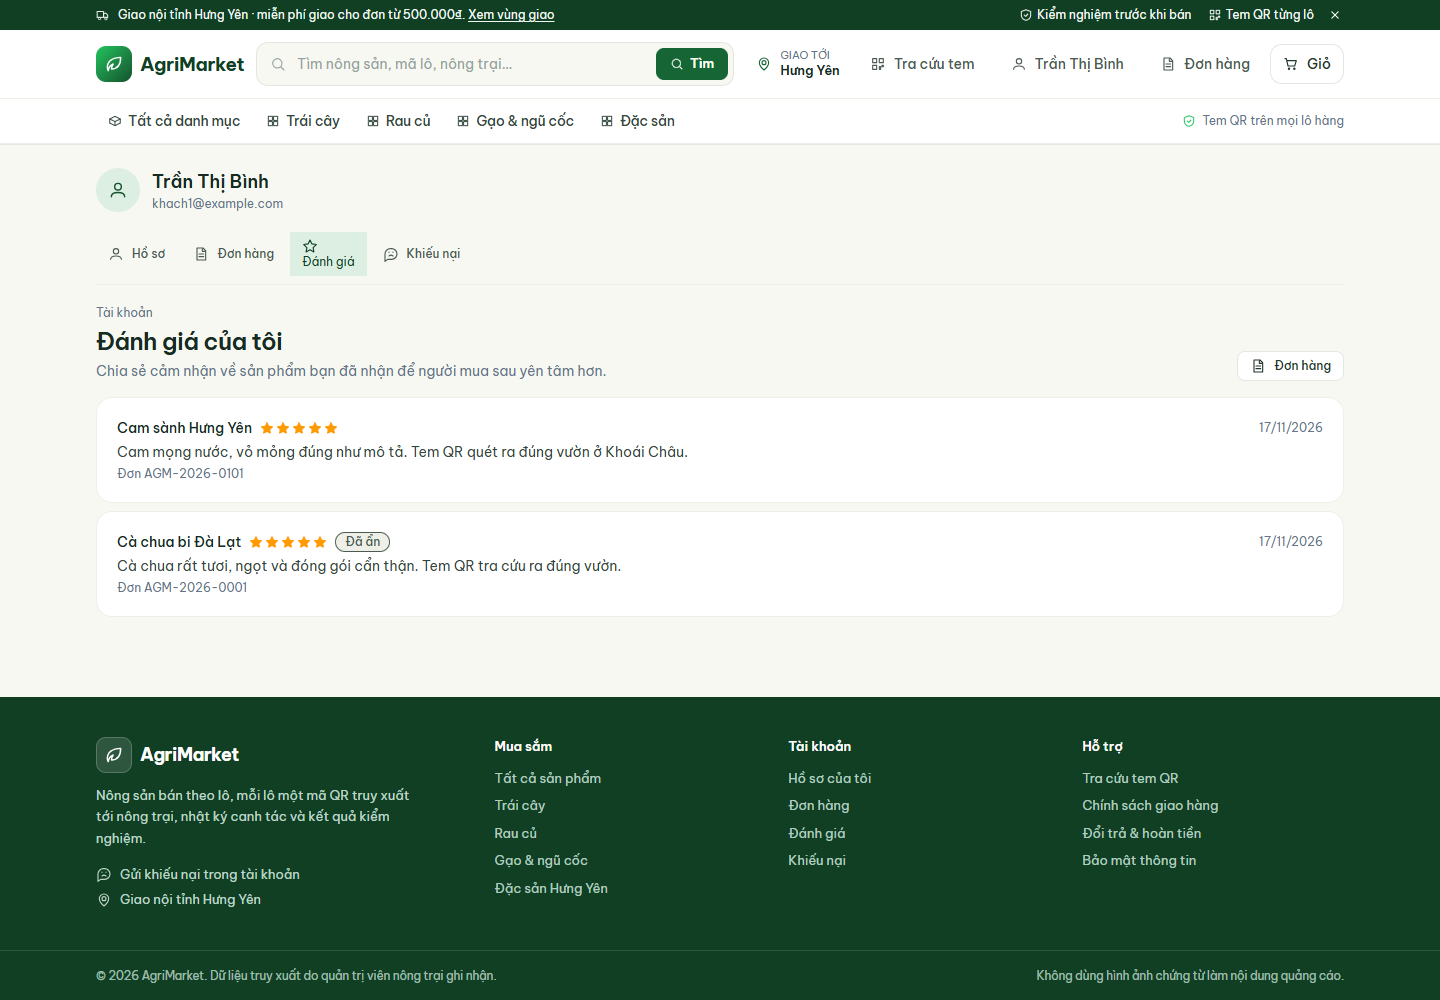 Giao nội tỉnh Hưng Yên · miễn phí giao cho đơn từ 500.000₫. Xem vùng giao
Kiểm nghiệm trước khi bán
Tem QR từng lô
AgriMarket
Tìm nông sản, mã lô, nông trại...
Tìm
GIAO TỚI
Hưng Yên
Tra cứu tem
Trần Thị Bình
Đơn hàng
Giỏ
Tất cả danh mục
Trái cây
Rau củ
Gạo & ngũ cốc
Đặc sản
Tem QR trên mọi lô hàng
Trần Thị Bình
khach1@example.com
Hồ sơ
Đơn hàng
Đánh giá
Khiếu nại
Tài khoản
Đánh giá của tôi
Chia sẻ cảm nhận về sản phẩm bạn đã nhận để người mua sau yên tâm hơn.
Đơn hàng
Cam sành Hưng Yên
17/11/2026
Cam mọng nước, vỏ mỏng đúng như mô tả. Tem QR quét ra đúng vườn ở Khoái Châu.
Đơn AGM-2026-0101
Cà chua bi Đà Lạt
Đã ẩn
17/11/2026
Cà chua rất tươi, ngọt và đóng gói cẩn thận. Tem QR tra cứu ra đúng vườn.
Đơn AGM-2026-0001
AgriMarket
Nông sản bán theo lô, mỗi lô một mã QR truy xuất
tới nông trại, nhật ký canh tác và kết quả kiểm
nghiệm.
Gửi khiếu nại trong tài khoản
Giao nội tỉnh Hưng Yên
Mua sắm
Tất cả sản phẩm
Trái cây
Rau củ
Gạo & ngũ cốc
Đặc sản Hưng Yên
Tài khoản
Hồ sơ của tôi
Đơn hàng
Đánh giá
Khiếu nại
Hỗ trợ
Tra cứu tem QR
Chính sách giao hàng
Đổi trả & hoàn tiền
Bảo mật thông tin
© 2026 AgriMarket. Dữ liệu truy xuất do quản trị viên nông trại ghi nhận.
Không dùng hình ảnh chứng từ làm nội dung quảng cáo.